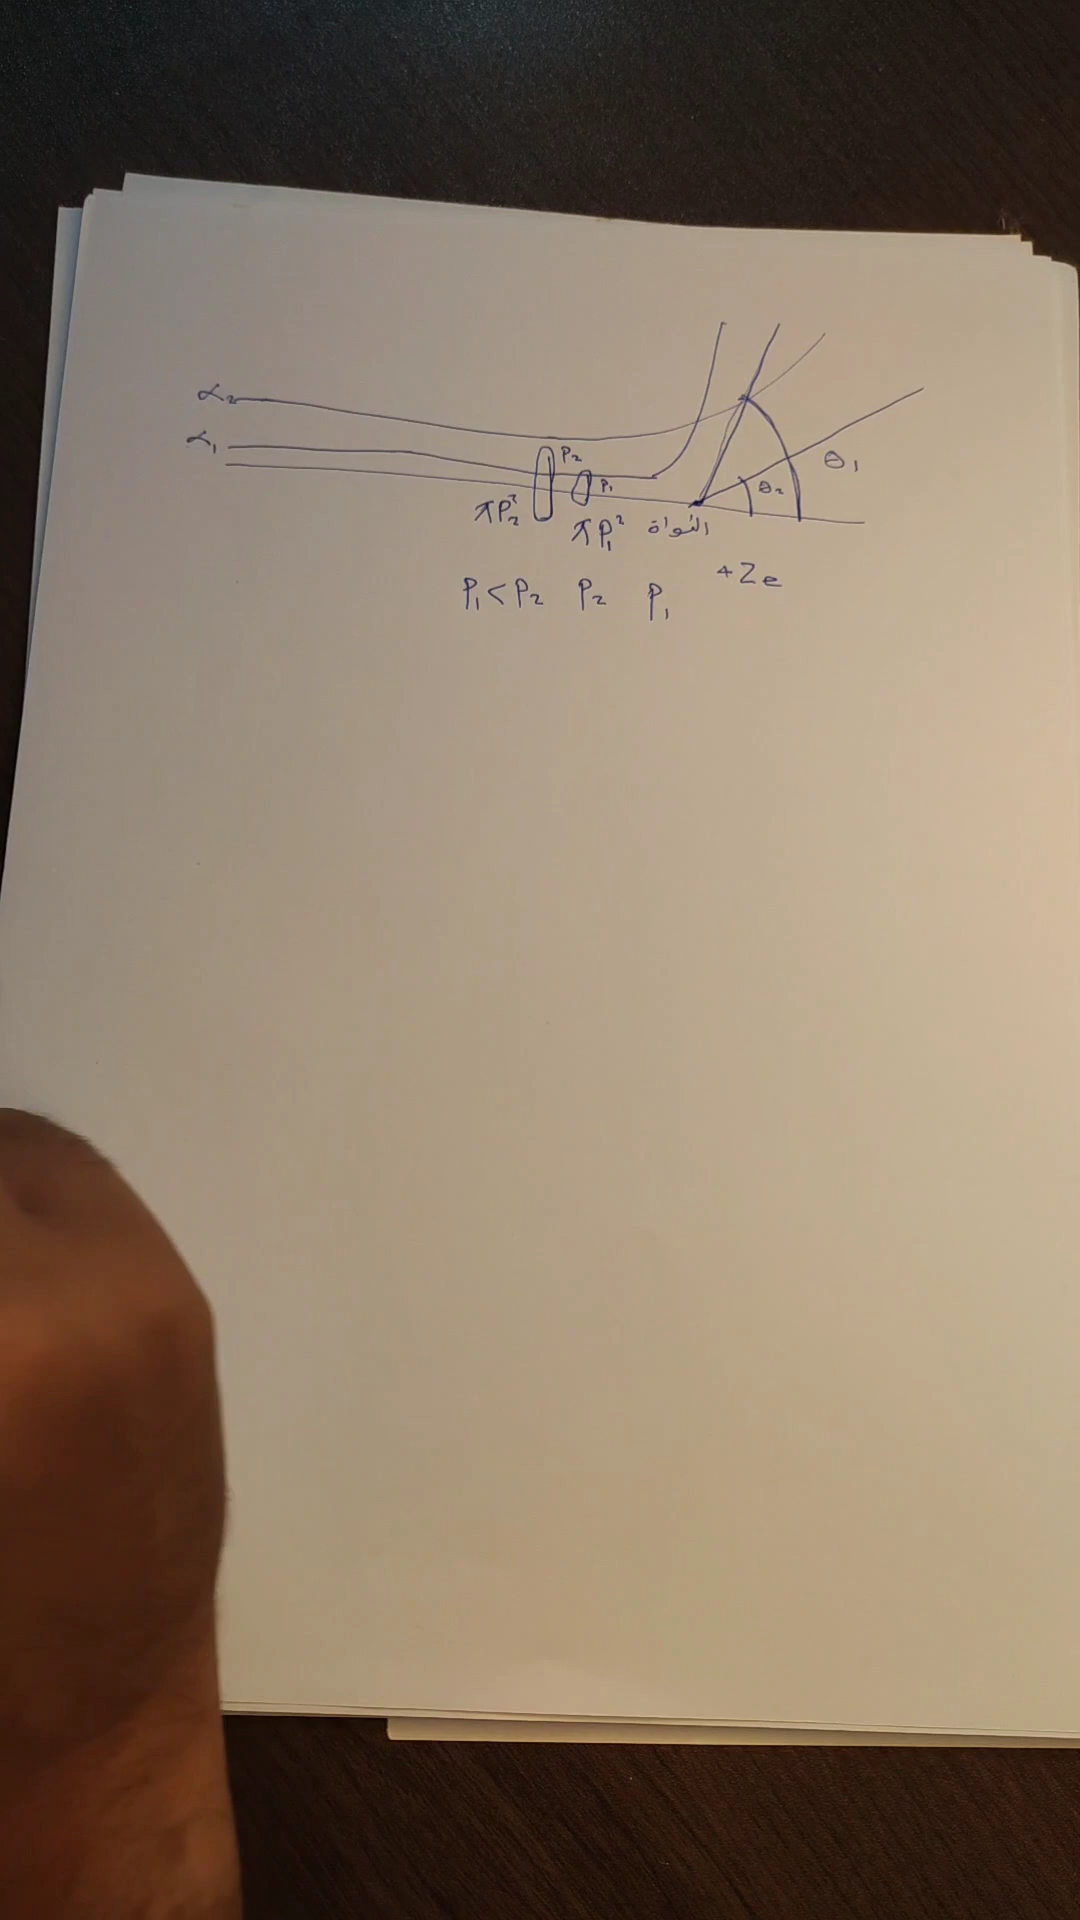 α₂
α₁
P₂
P₁
θ₁
θ₂
πP₂²
πP₁²
النواة
+Ze
P₁<P₂ P₂ P₁